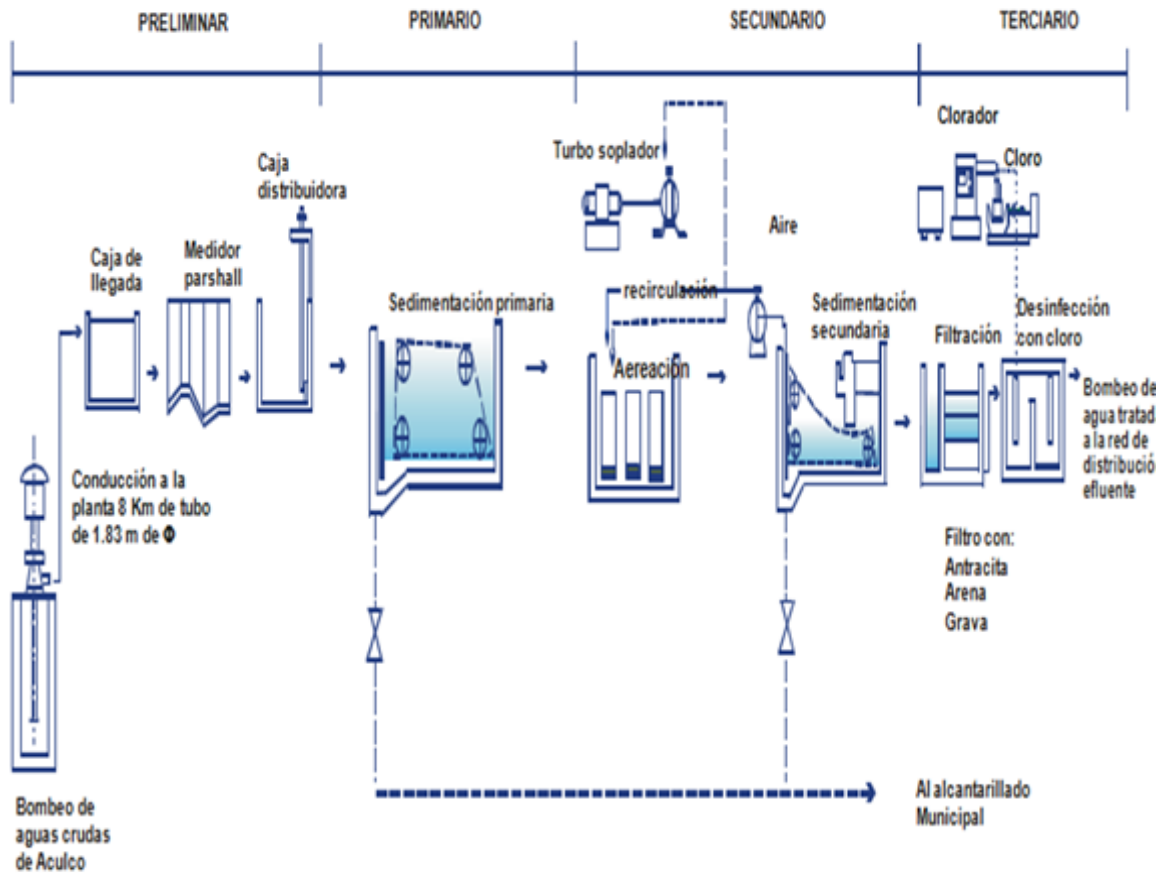 PRELIMINAR
PRIMARIO
SECUNDARIO
TERCIARIO
Caja
distribuidora
Caja de
llegada
Medidor
parshall
Conducción a la
planta 8 Km de tubo
de 1.83 m de Φ
Bombeo de
aguas crudas
de Aculco
Sedimentación primaria
Turbo soplador
recirculación
Aereación
Aire
Sedimentación
secundaria
Clorador
Cloro
Filtración
Desinfección
con cloro
Bombeo de
agua tratad
a la red de
distribució
efluente
Filtro con:
Antracita
Arena
Grava
Al alcantarillado
Municipal